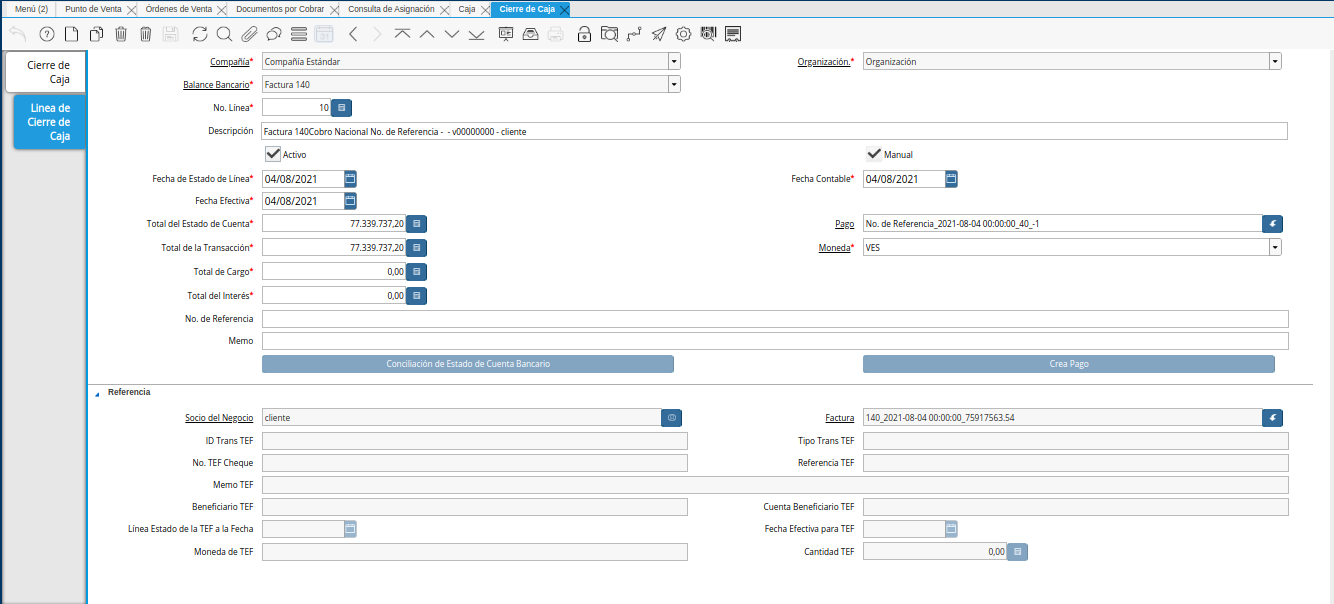 Menú (2) Punto de Venta Órdenes de Venta Documentos por Cobrar Consulta de Asignación Caja Cierre de Caja
Cierre de
Caja
Linea de
Cierre de
Caja
Compañía* Compañía Estándar Organización.* Organización
Balance Bancario* Factura 140
No. Línea* 10
Descripción Factura 140Cobro Nacional No. de Referencia - - v00000000 - cliente
Activo Manual
Fecha de Estado de Línea* 04/08/2021 Fecha Contable* 04/08/2021
Fecha Efectiva* 04/08/2021
Total del Estado de Cuenta* 77.339.737,20 Pago No. de Referencia_2021-08-04 00:00:00_40_-1
Total de la Transacción* 77.339.737,20 Moneda* VES
Total de Cargo* 0,00
Total del Interés* 0,00
No. de Referencia
Memo
Conciliación de Estado de Cuenta Bancario Crea Pago
Referencia
Socio del Negocio cliente Factura 140_2021-08-04 00:00:00_75917563.54
ID Trans TEF Tipo Trans TEF
No. TEF Cheque Referencia TEF
Memo TEF
Beneficiario TEF Cuenta Beneficiario TEF
Línea Estado de la TEF a la Fecha Fecha Efectiva para TEF
Moneda de TEF Cantidad TEF 0,00